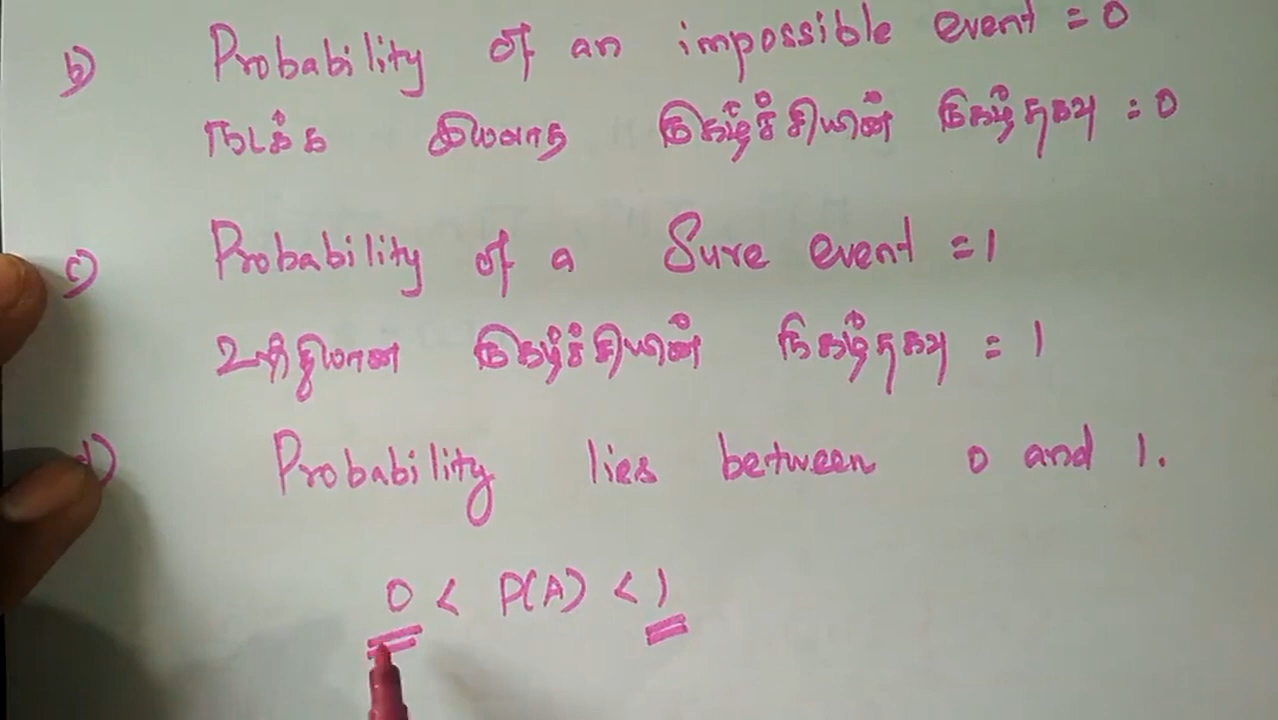 b) Probability of an impossible event = 0
நடக்க இயலாத நிகழ்ச்சியின் நிகழ்தகவு = 0
c) Probability of a Sure event = 1
உறுதியான நிகழ்ச்சியின் நிகழ்தகவு = 1
d) Probability lies between 0 and 1.
0 < P(A) < 1